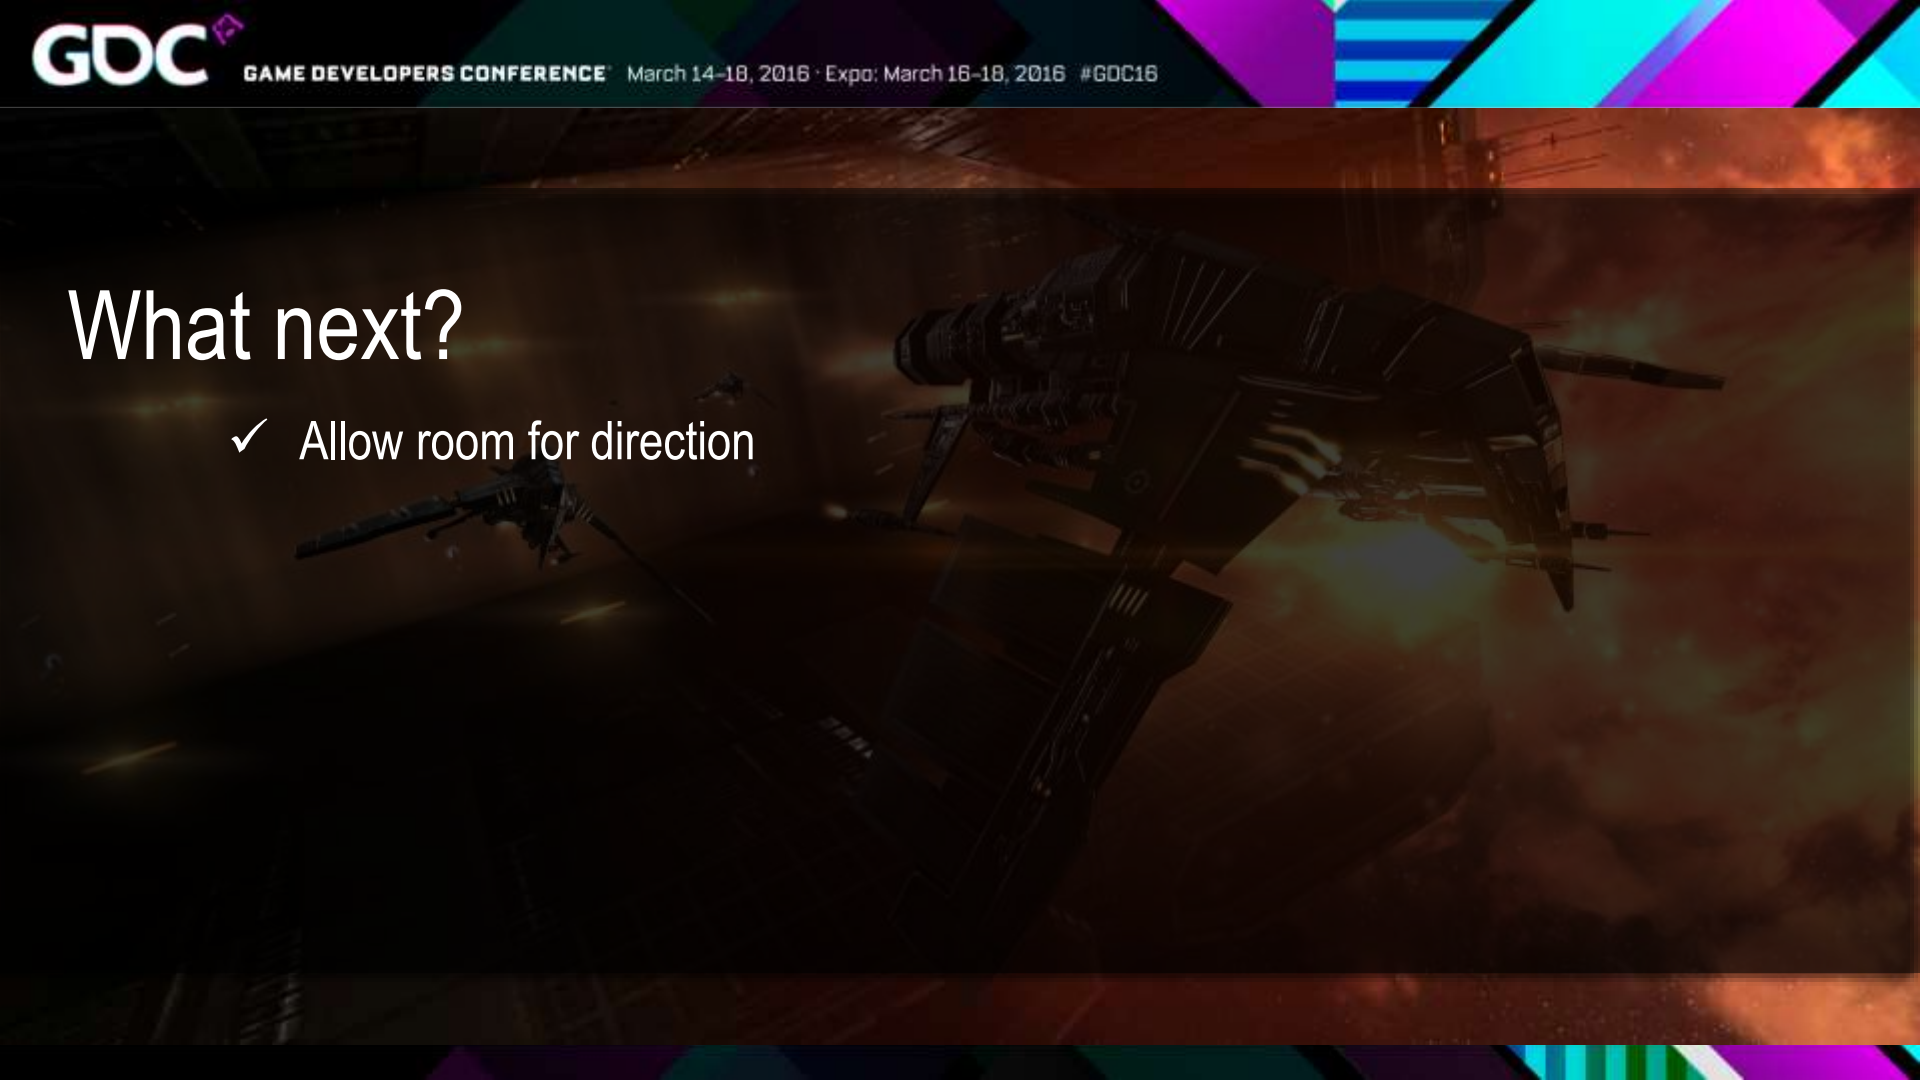 GDC
GAME DEVELOPERS CONFERENCE March 14-18, 2016 · Expo: March 16-18, 2016 #GDC16
What next?
✓ Allow room for direction